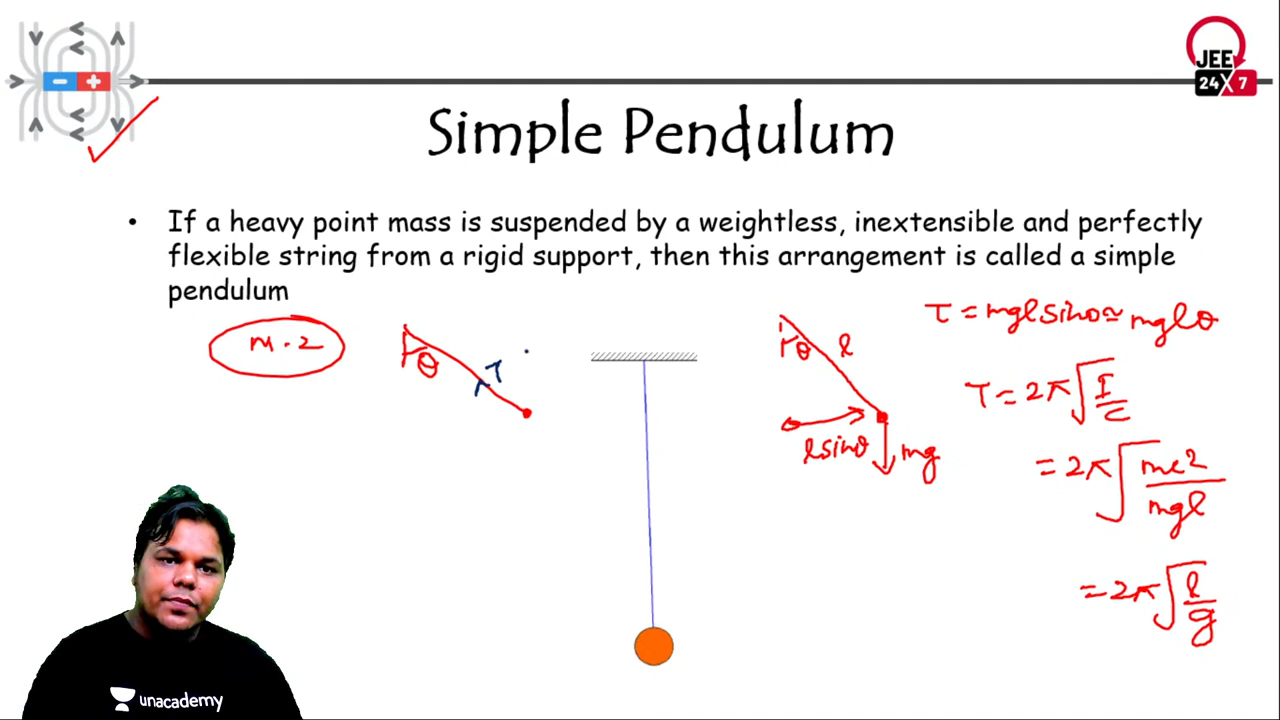 JEE
24X7
Simple Pendulum
• If a heavy point mass is suspended by a weightless, inextensible and perfectly
flexible string from a rigid support, then this arrangement is called a simple
pendulum
M-2
θ
T
θ
l
l sinθ
mg
τ = mgl sinθ ≈ mglθ
T = 2π√(I/C)
= 2π√(ml²/mgl)
= 2π√(l/g)
- +
unacademy